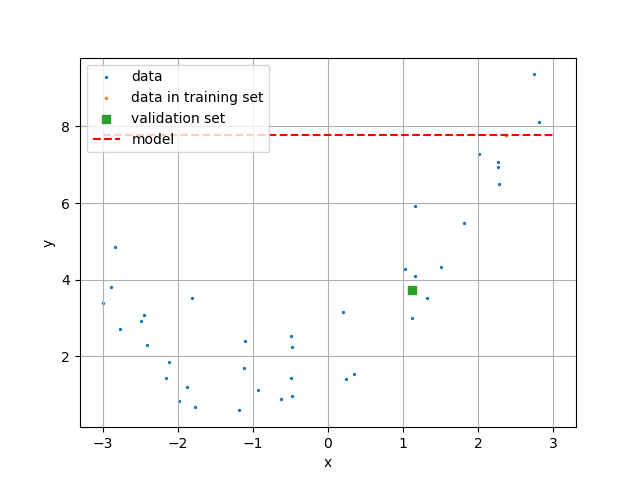 data
data in training set
validation set
model
8
6
4
2
y
−3 −2 −1 0 1 2 3
x